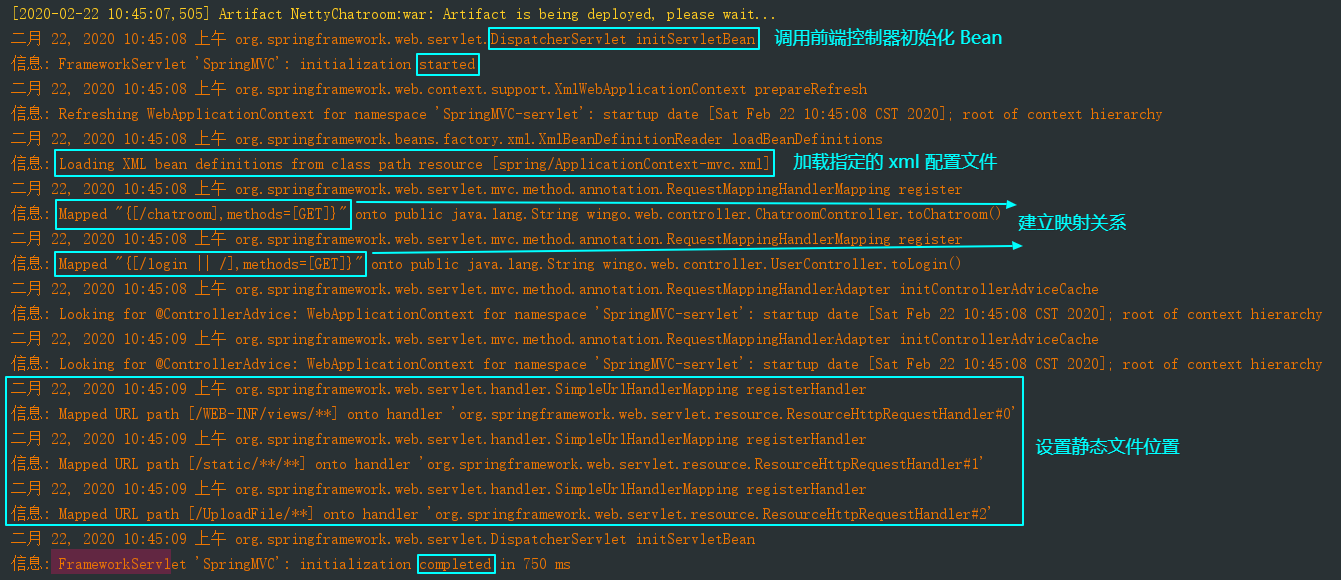 [2020-02-22 10:45:07,505] Artifact NettyChatroom:war: Artifact is being deployed, please wait...
二月 22, 2020 10:45:08 上午 org.springframework.web.servlet.DispatcherServlet initServletBean 调用前端控制器初始化 Bean
信息: FrameworkServlet 'SpringMVC': initialization started
二月 22, 2020 10:45:08 上午 org.springframework.web.context.support.XmlWebApplicationContext prepareRefresh
信息: Refreshing WebApplicationContext for namespace 'SpringMVC-servlet': startup date [Sat Feb 22 10:45:08 CST 2020]; root of context hierarchy
二月 22, 2020 10:45:08 上午 org.springframework.beans.factory.xml.XmlBeanDefinitionReader loadBeanDefinitions
信息: Loading XML bean definitions from class path resource [spring/ApplicationContext-mvc.xml] 加载指定的 xml 配置文件
二月 22, 2020 10:45:08 上午 org.springframework.web.servlet.mvc.method.annotation.RequestMappingHandlerMapping register
信息: Mapped "{[/chatroom],methods=[GET]}" onto public java.lang.String wingo.web.controller.ChatroomController.toChatroom()
建立映射关系
二月 22, 2020 10:45:08 上午 org.springframework.web.servlet.mvc.method.annotation.RequestMappingHandlerMapping register
信息: Mapped "{[/login || /],methods=[GET]}" onto public java.lang.String wingo.web.controller.UserController.toLogin()
二月 22, 2020 10:45:08 上午 org.springframework.web.servlet.mvc.method.annotation.RequestMappingHandlerAdapter initControllerAdviceCache
信息: Looking for @ControllerAdvice: WebApplicationContext for namespace 'SpringMVC-servlet': startup date [Sat Feb 22 10:45:08 CST 2020]; root of context hierarchy
二月 22, 2020 10:45:09 上午 org.springframework.web.servlet.mvc.method.annotation.RequestMappingHandlerAdapter initControllerAdviceCache
信息: Looking for @ControllerAdvice: WebApplicationContext for namespace 'SpringMVC-servlet': startup date [Sat Feb 22 10:45:08 CST 2020]; root of context hierarchy
二月 22, 2020 10:45:09 上午 org.springframework.web.servlet.handler.SimpleUrlHandlerMapping registerHandler
信息: Mapped URL path [/WEB-INF/views/**] onto handler 'org.springframework.web.servlet.resource.ResourceHttpRequestHandler#0'
二月 22, 2020 10:45:09 上午 org.springframework.web.servlet.handler.SimpleUrlHandlerMapping registerHandler
设置静态文件位置
信息: Mapped URL path [/static/**/**] onto handler 'org.springframework.web.servlet.resource.ResourceHttpRequestHandler#1'
二月 22, 2020 10:45:09 上午 org.springframework.web.servlet.handler.SimpleUrlHandlerMapping registerHandler
信息: Mapped URL path [/UploadFile/**] onto handler 'org.springframework.web.servlet.resource.ResourceHttpRequestHandler#2'
二月 22, 2020 10:45:09 上午 org.springframework.web.servlet.DispatcherServlet initServletBean
信息: FrameworkServlet 'SpringMVC': initialization completed in 750 ms